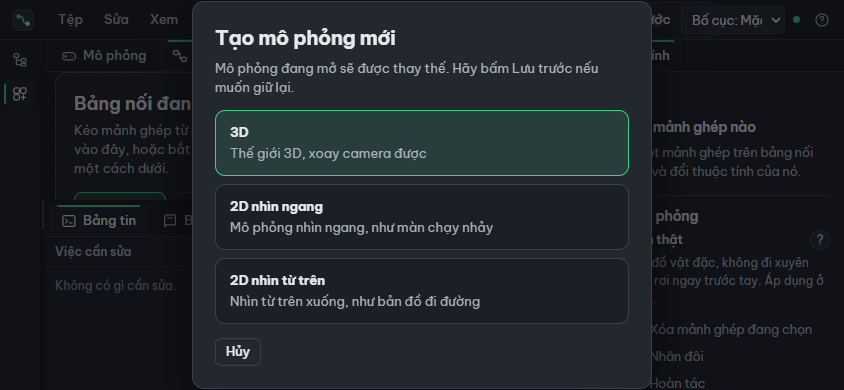 Tệp Sửa Xem
Bố cục: Mặc
Mô phỏng
Tạo mô phỏng mới
Mô phỏng đang mở sẽ được thay thế. Hãy bấm Lưu trước nếu
muốn giữ lại.
3D
Thế giới 3D, xoay camera được
2D nhìn ngang
Mô phỏng nhìn ngang, như màn chạy nhảy
2D nhìn từ trên
Nhìn từ trên xuống, như bản đồ đi đường
Hủy
Bảng nối đan
Kéo mảnh ghép từ
vào đây, hoặc bắt
một cách dưới.
Bảng tin
Việc cần sửa
Không có gì cần sửa.
mảnh ghép nào
một mảnh ghép trên bảng nối
và đổi thuộc tính của nó.
phỏng
thật
?
đồ vật đặc, không đi xuyên
rơi ngay trước tay. Áp dụng ở
Xóa mảnh ghép đang chọn
Nhân đôi
Hoàn tác